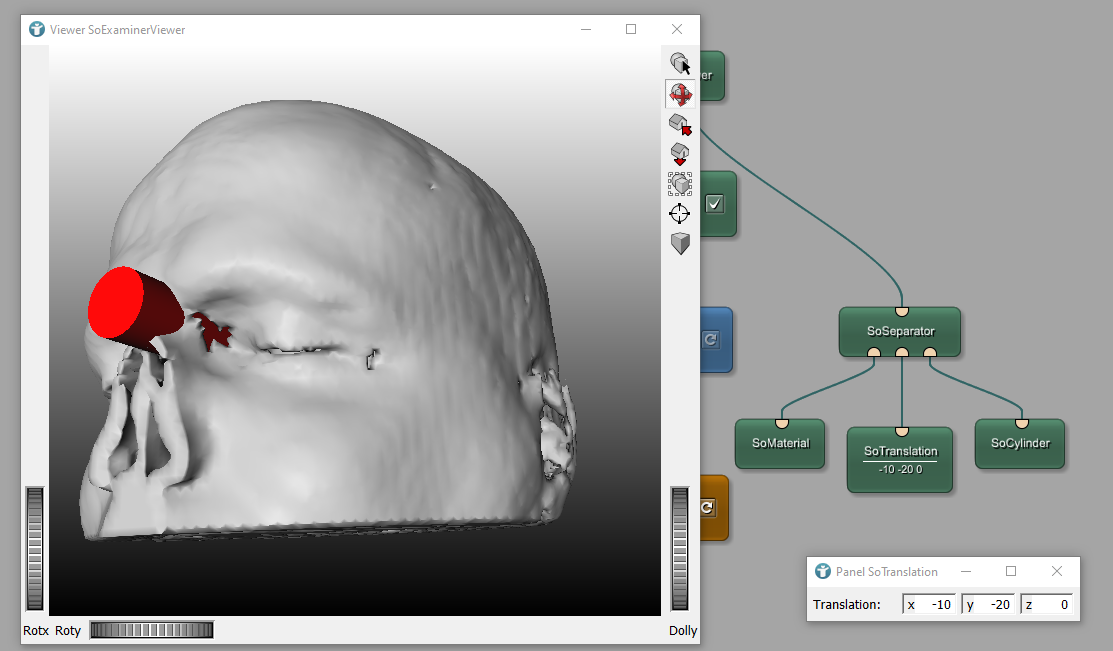 Viewer SoExaminerViewer
er
SoSeparator
SoMaterial
SoTranslation
-10 -20 0
SoCylinder
Panel SoTranslation
Translation: x -10 y -20 z 0
Rotx Roty Dolly